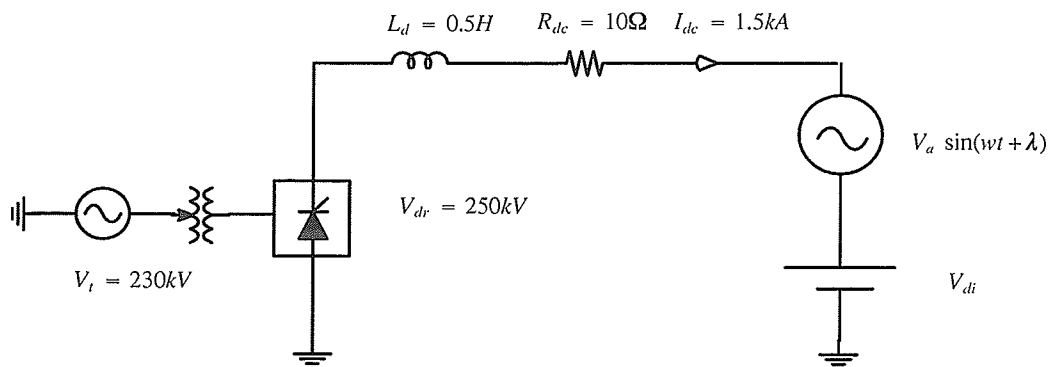 L_d = 0.5H R_dc = 10Ω I_dc = 1.5kA
V_a sin(wt + λ)
V_dr = 250kV
V_t = 230kV
V_di